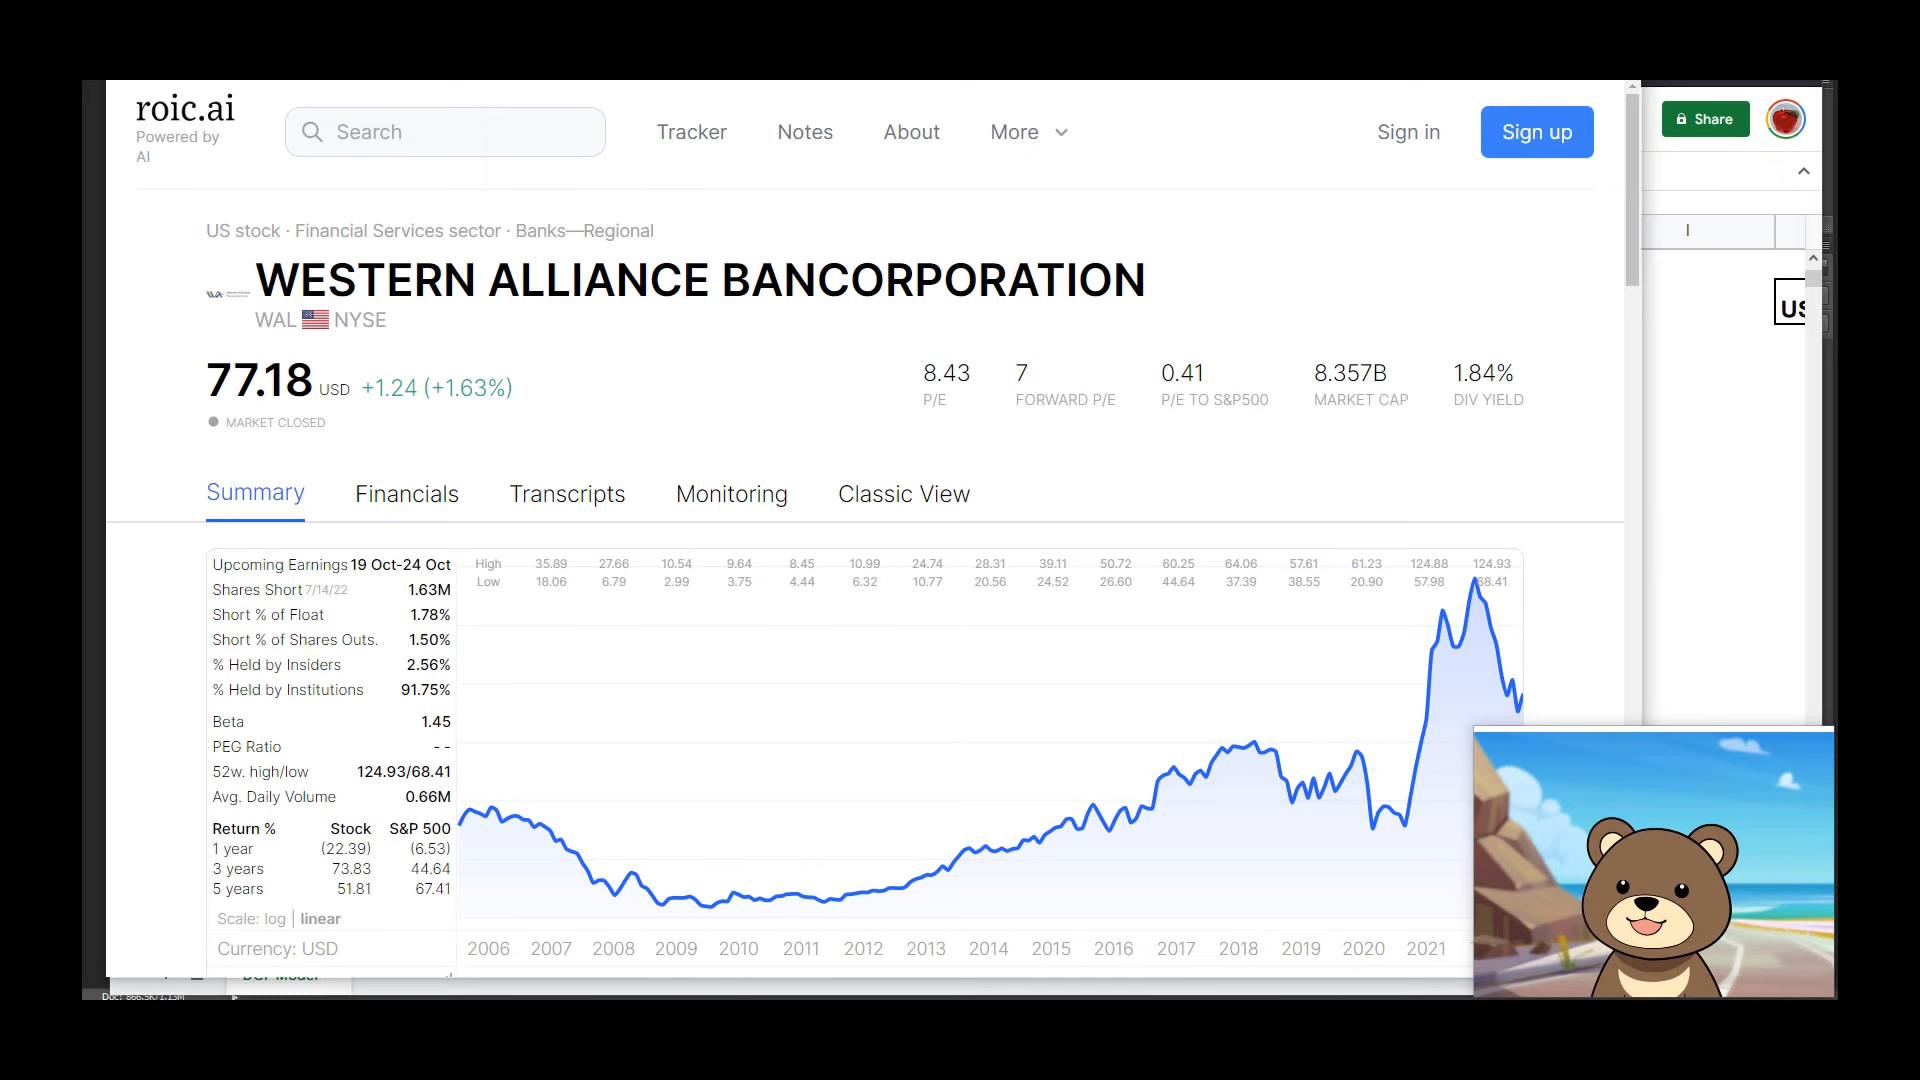 roic.ai
Powered by
AI
Search
Tracker
Notes
About
More
Sign in
Sign up
Share
US stock · Financial Services sector · Banks—Regional
WESTERN ALLIANCE BANCORPORATION
WAL NYSE
I
US
77.18 USD +1.24 (+1.63%)
MARKET CLOSED
8.43 7 0.41 8.357B 1.84%
P/E FORWARD P/E P/E TO S&P500 MARKET CAP DIV YIELD
Summary Financials Transcripts Monitoring Classic View
Upcoming Earnings 19 Oct-24 Oct
Shares Short 7/14/22 1.63M
Short % of Float 1.78%
Short % of Shares Outs. 1.50%
% Held by Insiders 2.56%
% Held by Institutions 91.75%
Beta 1.45
PEG Ratio - -
52w. high/low 124.93/68.41
Avg. Daily Volume 0.66M
Return % Stock S&P 500
1 year (22.39) (6.53)
3 years 73.83 44.64
5 years 51.81 67.41
Scale: log | linear
Currency: USD
High 35.89 27.66 10.54 9.64 8.45 10.99 24.74 28.31 39.11 50.72 60.25 64.06 57.61 61.23 124.88 124.93
Low 18.06 6.79 2.99 3.75 4.44 6.32 10.77 20.56 24.52 26.60 44.64 37.39 38.55 20.90 57.98 68.41
2006 2007 2008 2009 2010 2011 2012 2013 2014 2015 2016 2017 2018 2019 2020 2021
DCF Model
Doc: 866.5K/1.13M